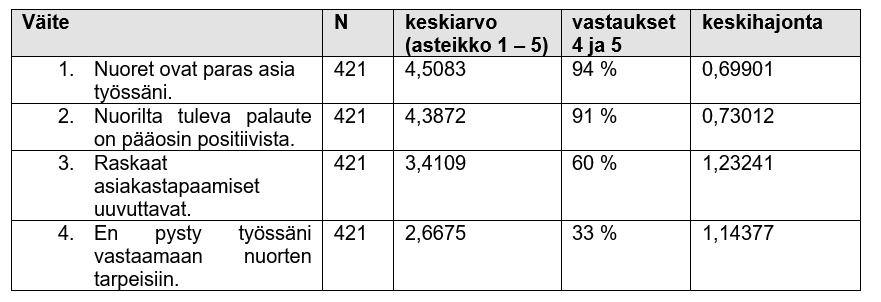 Väite N keskiarvo vastaukset keskihajonta
(asteikko 1 – 5) 4 ja 5
1. Nuoret ovat paras asia 421 4,5083 94 % 0,69901
työssäni.
2. Nuorilta tuleva palaute 421 4,3872 91 % 0,73012
on pääosin positiivista.
3. Raskaat 421 3,4109 60 % 1,23241
asiakastapaamiset
uuvuttavat.
4. En pysty työssäni 421 2,6675 33 % 1,14377
vastaamaan nuorten
tarpeisiin.